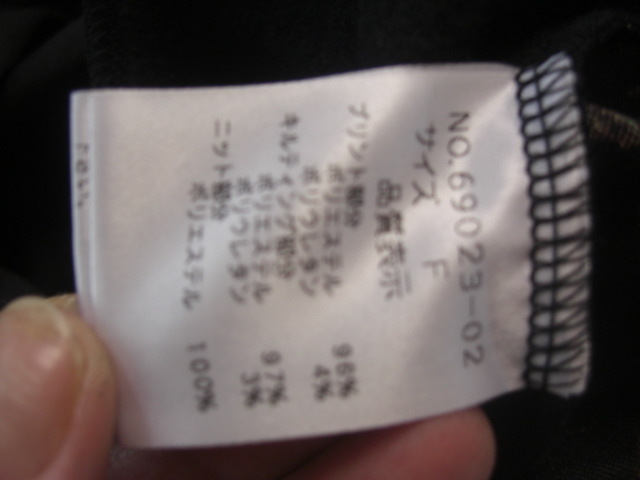 NO.69023-02
サイズ F
品質表示
プリント部分
ポリエステル 96%
ポリウレタン 4%
キルティング部分
ポリエステル 97%
ポリウレタン 3%
ニット部分
ポリエステル 100%